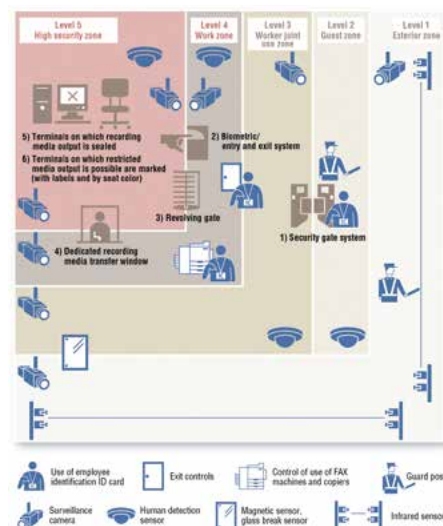 Level 5
High security zone
Level 4
Work zone
Level 3
Worker joint
use zone
Level 2
Guest zone
Level 1
Exterior zone
5) Terminals on which recording
media output is sealed
6) Terminals on which restricted
media output is possible are marked
(with labels and by seat color)
2) Biometric/
entry and exit system
3) Revolving gate
1) Security gate system
4) Dedicated recording
media transfer window
Use of employee
identification ID card
Exit controls
Control of use of FAX
machines and copiers
Guard pos
Surveillance
camera
Human detection
sensor
Magnetic sensor,
glass break sensor
Infrared sensor